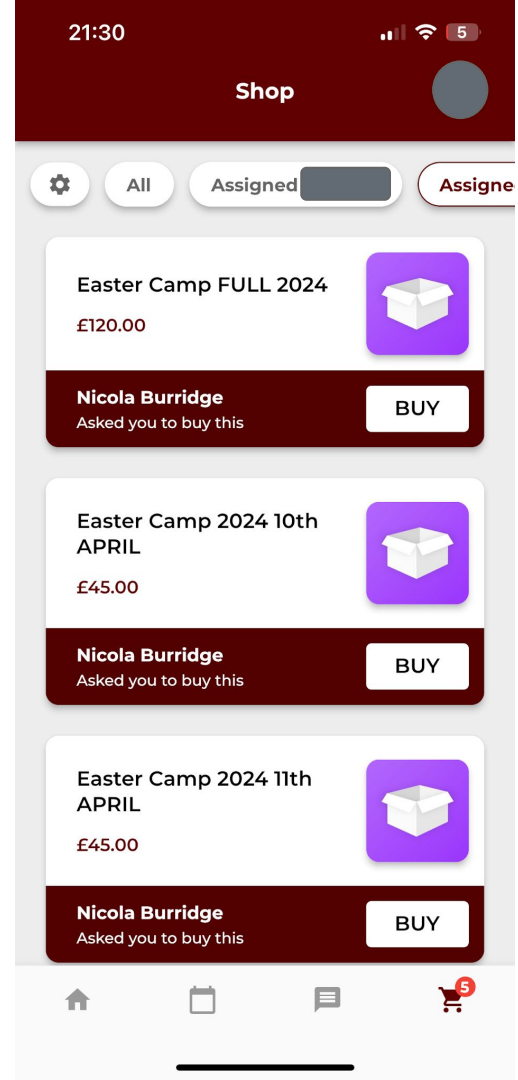 21:30
5
Shop
All
Assigned
Assigne
Easter Camp FULL 2024
£120.00
Nicola Burridge
Asked you to buy this
BUY
Easter Camp 2024 10th
APRIL
£45.00
Nicola Burridge
Asked you to buy this
BUY
Easter Camp 2024 11th
APRIL
£45.00
Nicola Burridge
Asked you to buy this
BUY
5